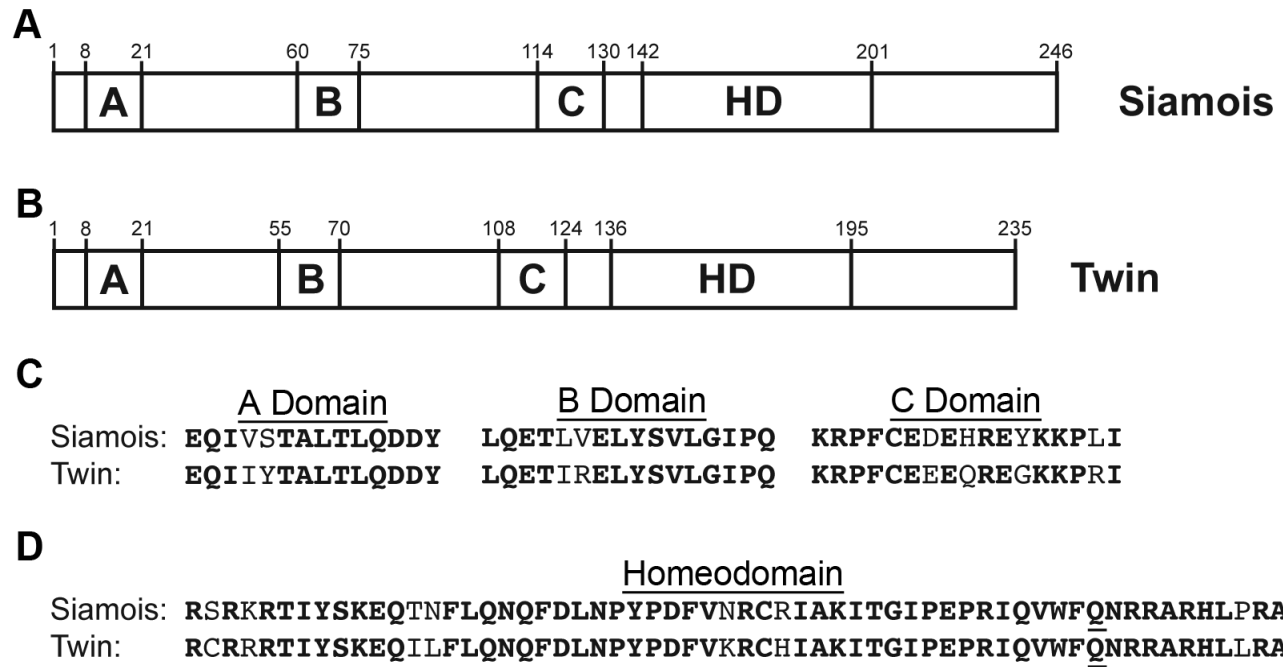 A
1 8 21 60 75 114 130 142 201 246
A B C HD Siamois
B
1 8 21 55 70 108 124 136 195 235
A B C HD Twin
C
A Domain B Domain C Domain
Siamois: EQIVSTALTLQDDY LQETLVELYSVLGIPQ KRPFCEDEHREYKKPLI
Twin: EQIIYTALTLQDDY LQETIRELYSVLGIPQ KRPFCEEEQREGKKPRI
D
Homeodomain
Siamois: RSRKRTIYSKEQTNFLQNQFDLNPYPDFVNRCRIAKITGIPEPRIQVWFQNRRARHLPRA
Twin: RCRRRTIYSKEQILFLQNQFDLNPYPDFVKRCHIAKITGIPEPRIQVWFQNRRARHLLRA